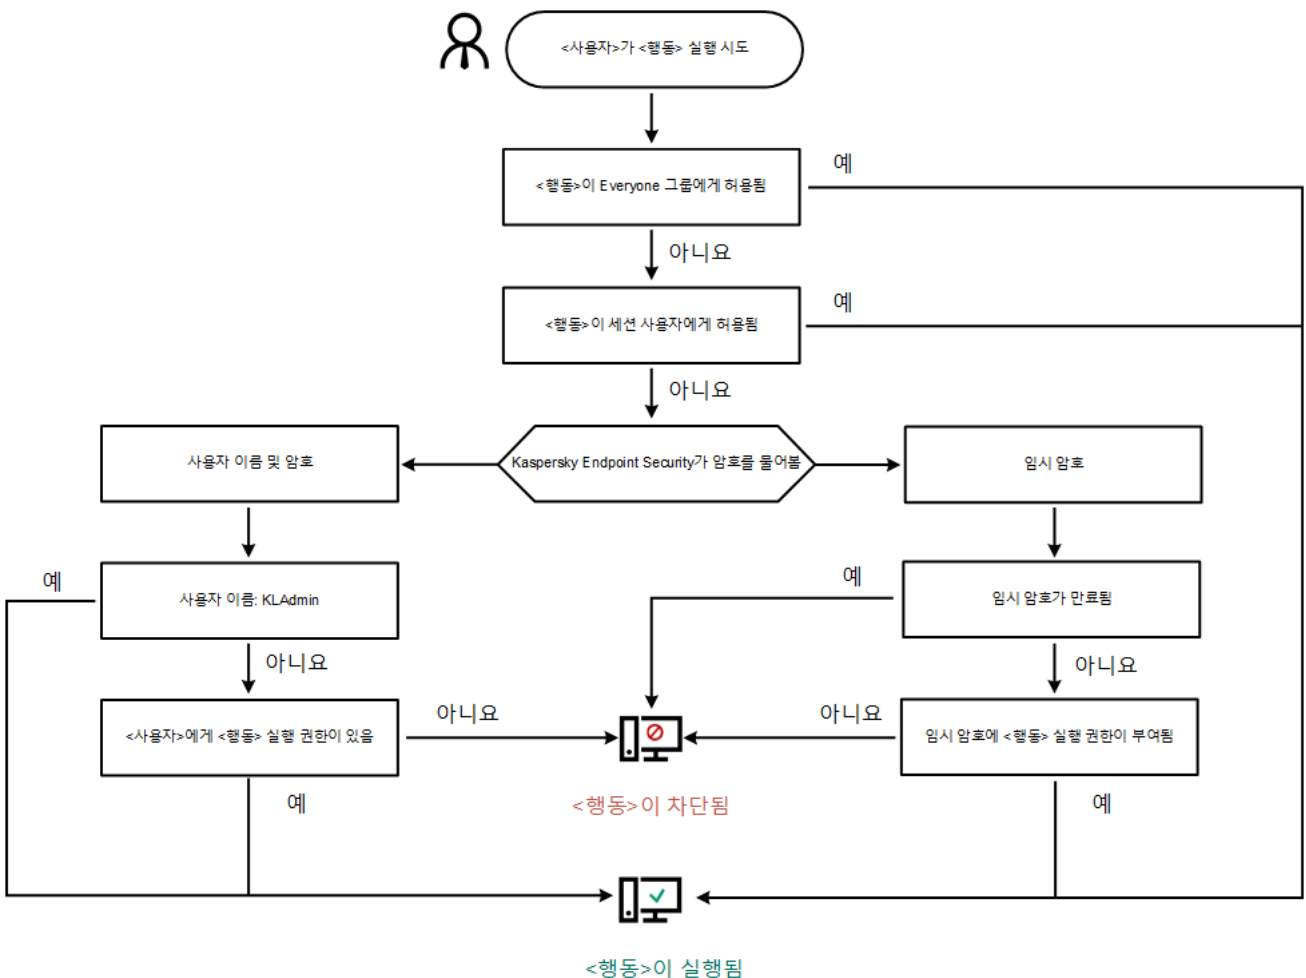 <사용자>가 <행동> 실행 시도
<행동>이 Everyone 그룹에게 허용됨
예
아니요
<행동>이 세션 사용자에게 허용됨
예
아니요
사용자 이름 및 암호
Kaspersky Endpoint Security가 암호를 물어봄
임시 암호
예
사용자 이름: KLAdmin
예
임시 암호가 만료됨
아니요
아니요
<사용자>에게 <행동> 실행 권한이 있음
아니요
아니요
임시 암호에 <행동> 실행 권한이 부여됨
예
<행동>이 차단됨
예
<행동>이 실행됨